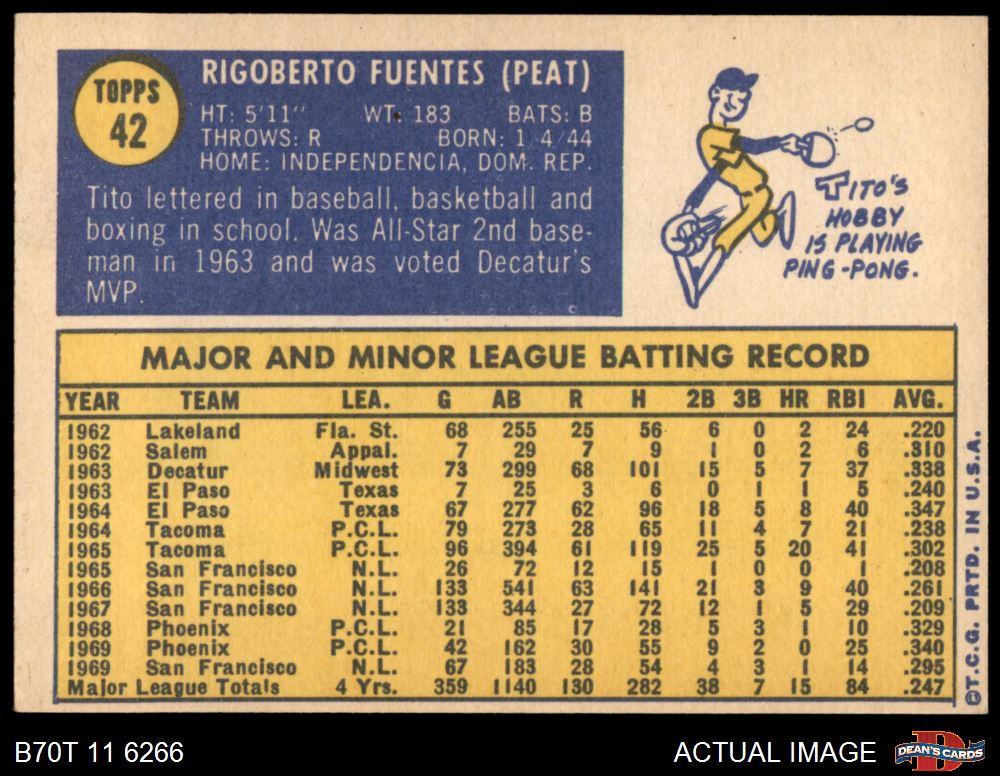 TOPPS
42
RIGOBERTO FUENTES (PEAT)
HT: 5'11" WT: 183 BATS: B
THROWS: R BORN: 1 4/44
HOME: INDEPENDENCIA, DOM. REP.
Tito lettered in baseball, basketball and
boxing in school. Was All-Star 2nd base-
man in 1963 and was voted Decatur's
MVP.
TITO'S
HOBBY
IS PLAYING
PING-PONG.
MAJOR AND MINOR LEAGUE BATTING RECORD
YEAR TEAM LEA. G AB R H 2B 3B HR RBI AVG.
1962 Lakeland Fla. St. 68 255 25 56 6 0 2 24 .220
1962 Salem Appal. 7 29 7 9 1 0 2 6 .310
1963 Decatur Midwest 73 299 68 101 15 5 7 37 .338
1963 El Paso Texas 7 25 3 6 0 1 1 5 .240
1964 El Paso Texas 67 277 62 96 18 5 8 40 .347
1964 Tacoma P.C.L. 79 273 28 65 11 4 7 21 .238
1965 Tacoma P.C.L. 96 394 61 119 25 5 20 41 .302
1965 San Francisco N.L. 26 72 12 15 1 0 0 1 .208
1966 San Francisco N.L. 133 541 63 141 21 3 9 40 .261
1967 San Francisco N.L. 133 344 27 72 12 1 5 29 .209
1968 Phoenix P.C.L. 21 85 17 28 5 3 1 10 .329
1969 Phoenix P.C.L. 42 162 30 55 9 2 0 25 .340
1969 San Francisco N.L. 67 183 28 54 4 3 1 14 .295
Major League Totals 4 Yrs. 359 1140 130 282 38 7 15 84 .247
©T.C.G. PRTD. IN U.S.A.
B70T 11 6266
ACTUAL IMAGE
DEAN'S CARDS